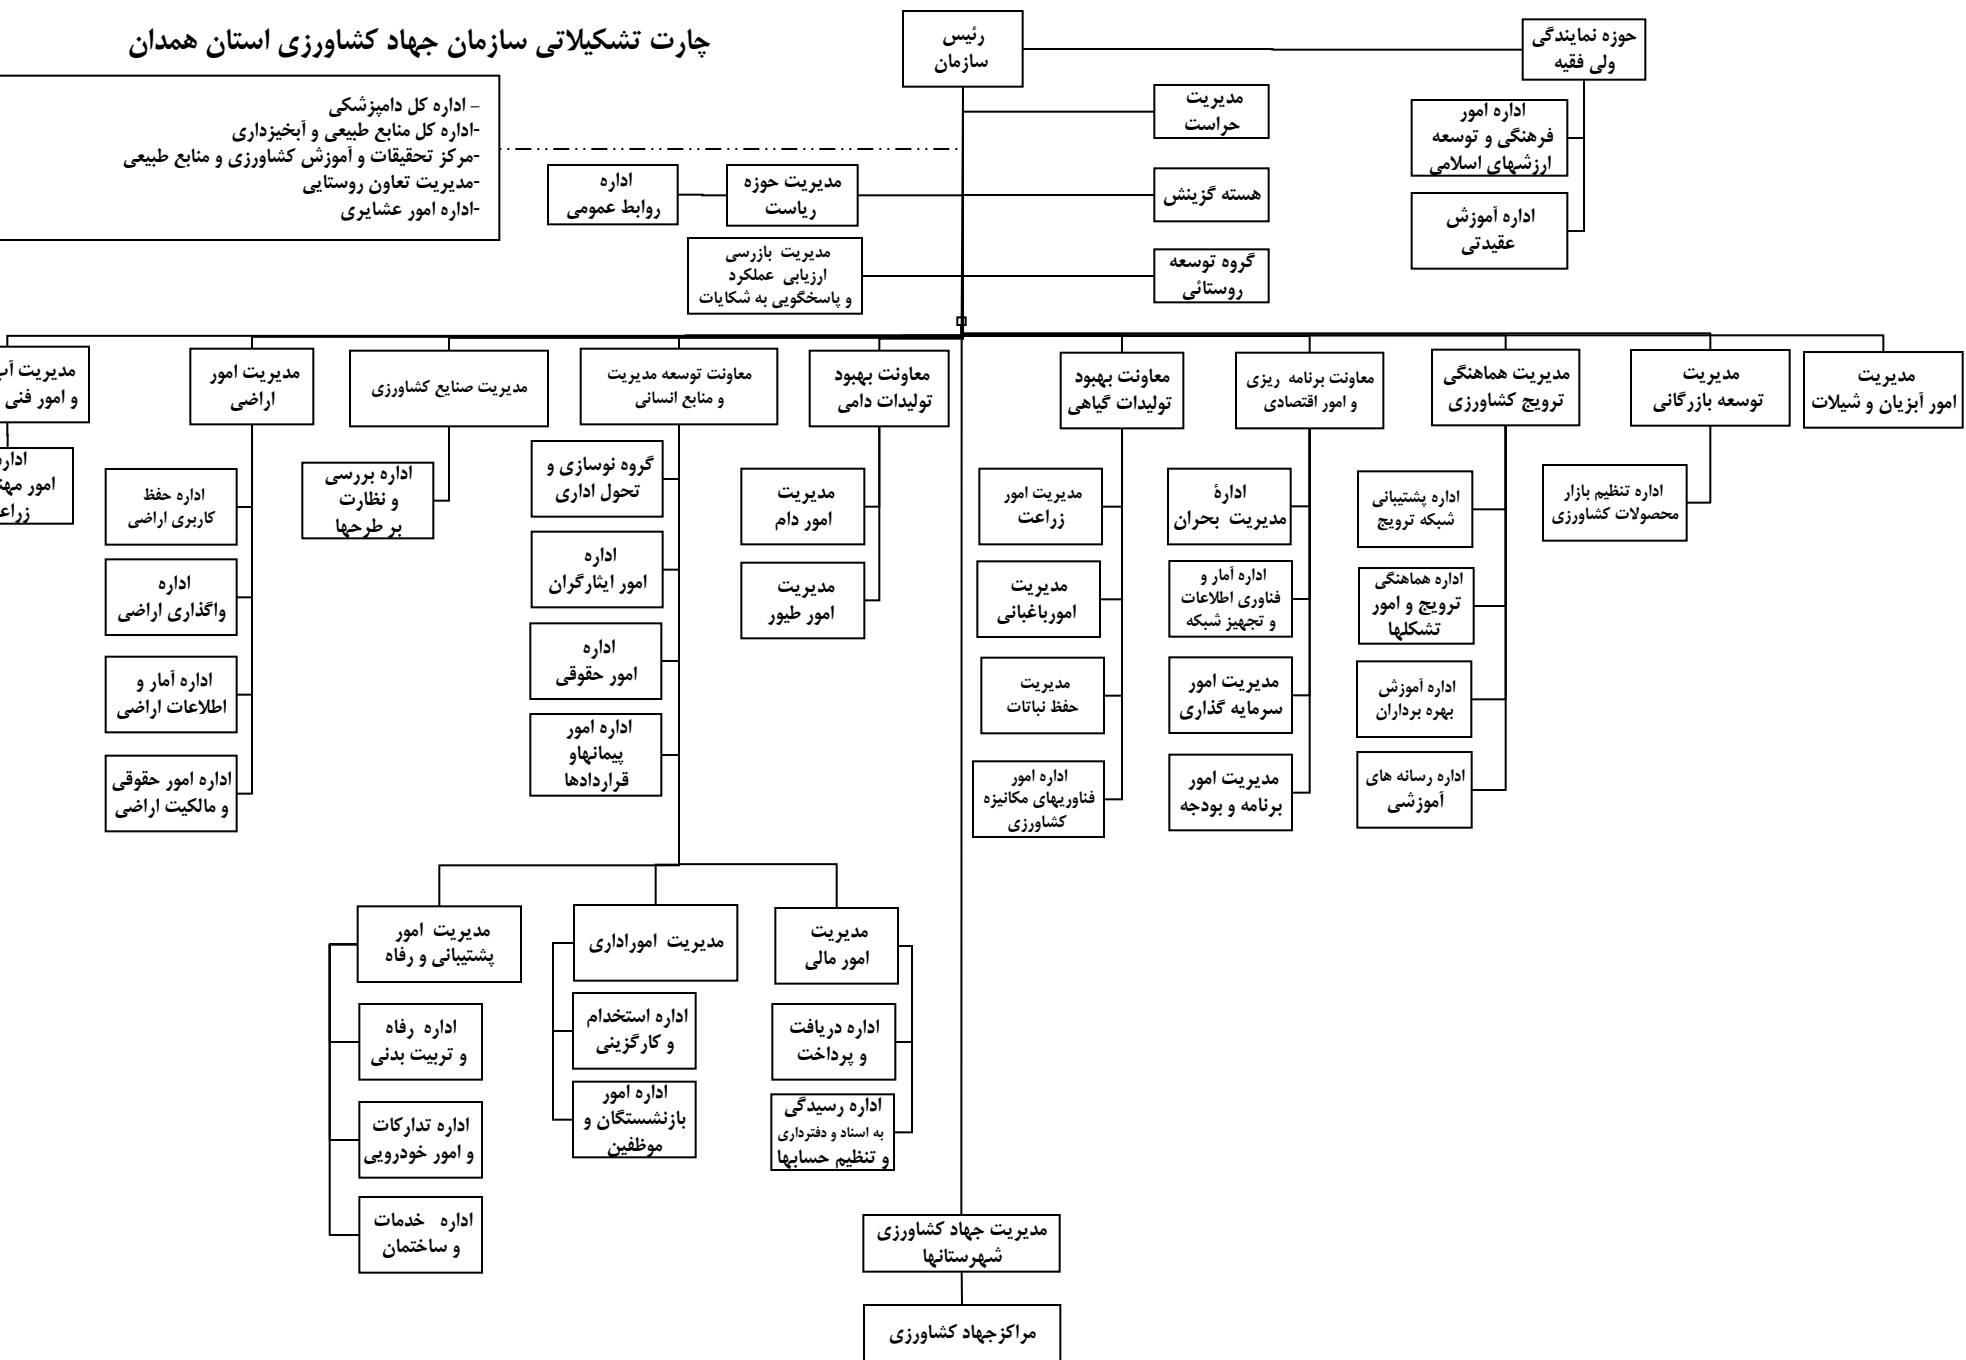 چارت تشکیلاتی سازمان جهاد کشاورزی استان همدان
رئیس
سازمان
حوزه نمایندگی
ولی فقیه
اداره امور
فرهنگی و توسعه
ارزشهای اسلامی
اداره آموزش
عقیدتی
مدیریت
حراست
هسته گزینش
گروه توسعه
روستائی
مدیریت حوزه
ریاست
اداره
روابط عمومی
مدیریت بازرسی
ارزیابی عملکرد
و پاسخگویی به شکایات
- اداره کل دامپزشکی
-اداره کل منابع طبیعی و آبخیزداری
-مرکز تحقیقات و آموزش کشاورزی و منابع طبیعی
-مدیریت تعاون روستایی
-اداره امور عشایری
مدیریت
امور آبزیان و شیلات
مدیریت
توسعه بازرگانی
مدیریت هماهنگی
ترویج کشاورزی
معاونت برنامه ریزی
و امور اقتصادی
معاونت بهبود
تولیدات گیاهی
معاونت بهبود
تولیدات دامی
معاونت توسعه مدیریت
و منابع انسانی
مدیریت صنایع کشاورزی
مدیریت امور
اراضی
مدیریت
و امور فنی
اداره تنظیم بازار
محصولات کشاورزی
اداره پشتیبانی
شبکه ترویج
اداره هماهنگی
ترویج و امور
تشکلها
اداره آموزش
بهره برداران
اداره رسانه های
آموزشی
ادارۀ
مدیریت بحران
اداره آمار و
فناوری اطلاعات
و تجهیز شبکه
مدیریت امور
سرمایه گذاری
مدیریت امور
برنامه و بودجه
مدیریت امور
زراعت
مدیریت
امورباغبانی
مدیریت
حفظ نباتات
اداره امور
فناوریهای مکانیزه
کشاورزی
مدیریت
امور دام
مدیریت
امور طیور
گروه نوسازی و
تحول اداری
اداره
امور ایثارگران
اداره
امور حقوقی
اداره امور
پیمانهاو
قراردادها
اداره بررسی
و نظارت
بر طرحها
اداره حفظ
کاربری اراضی
اداره
واگذاری اراضی
اداره آمار و
اطلاعات اراضی
اداره امور حقوقی
و مالکیت اراضی
امور
مدیریت
امور مالی
اداره دریافت
و پرداخت
اداره رسیدگی
به اسناد و دفترداری
و تنظیم حسابها
مدیریت اموراداری
اداره استخدام
و کارگزینی
اداره امور
بازنشستگان و
موظفین
مدیریت امور
پشتیبانی و رفاه
اداره رفاه
و تربیت بدنی
اداره تدارکات
و امور خودرویی
اداره خدمات
و ساختمان
مدیریت جهاد کشاورزی
شهرستانها
مراکزجهاد کشاورزی